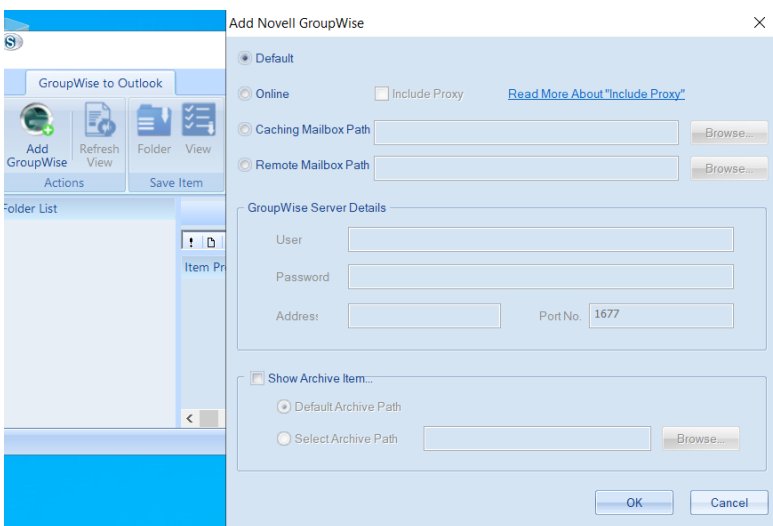 Add Novell GroupWise
S
GroupWise to Outlook
Add GroupWise
Refresh View
Folder
View
Actions
Save Item
Folder List
Item Pr
Default
Online
Include Proxy
Read More About "Include Proxy"
Caching Mailbox Path
Browse...
Remote Mailbox Path
Browse...
GroupWise Server Details
User
Password
Address
Port No.
1677
Show Archive Item...
Default Archive Path
Select Archive Path
Browse...
OK
Cancel